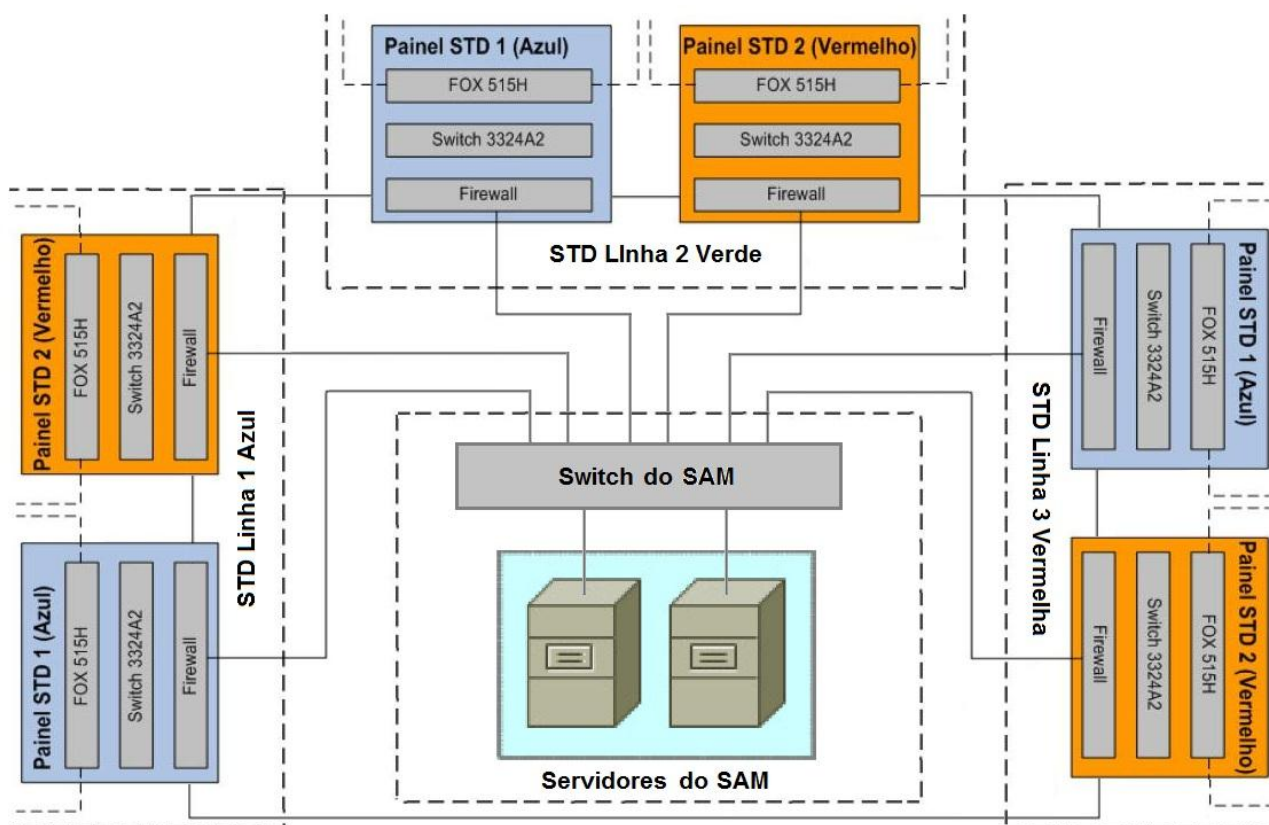 Painel STD 1 (Azul)
FOX 515H
Switch 3324A2
Firewall
Painel STD 2 (Vermelho)
FOX 515H
Switch 3324A2
Firewall
STD LInha 2 Verde
Painel STD 2 (Vermelho)
FOX 515H
Switch 3324A2
Firewall
Painel STD 1 (Azul)
FOX 515H
Switch 3324A2
Firewall
STD Linha 1 Azul
Switch do SAM
Servidores do SAM
STD Linha 3 Vermelha
Firewall
Switch 3324A2
FOX 515H
Painel STD 1 (Azul)
Firewall
Switch 3324A2
FOX 515H
Painel STD 2 (Vermelho)